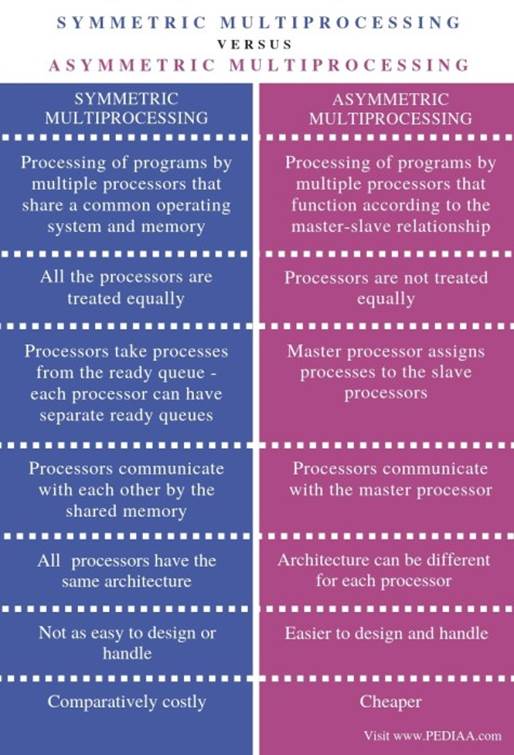 SYMMETRIC MULTIPROCESSING
VERSUS
ASYMMETRIC MULTIPROCESSING
SYMMETRIC
MULTIPROCESSING
ASYMMETRIC
MULTIPROCESSING
Processing of programs by
multiple processors that
share a common operating
system and memory
Processing of programs by
multiple processors that
function according to the
master-slave relationship
All the processors are
treated equally
Processors are not treated
equally
Processors take processes
from the ready queue -
each processor can have
separate ready queues
Master processor assigns
processes to the slave
processors
Processors communicate
with each other by the
shared memory
Processors communicate
with the master processor
All processors have the
same architecture
Architecture can be different
for each processor
Not as easy to design or
handle
Easier to design and handle
Comparatively costly
Cheaper
Visit www.PEDIAA.com